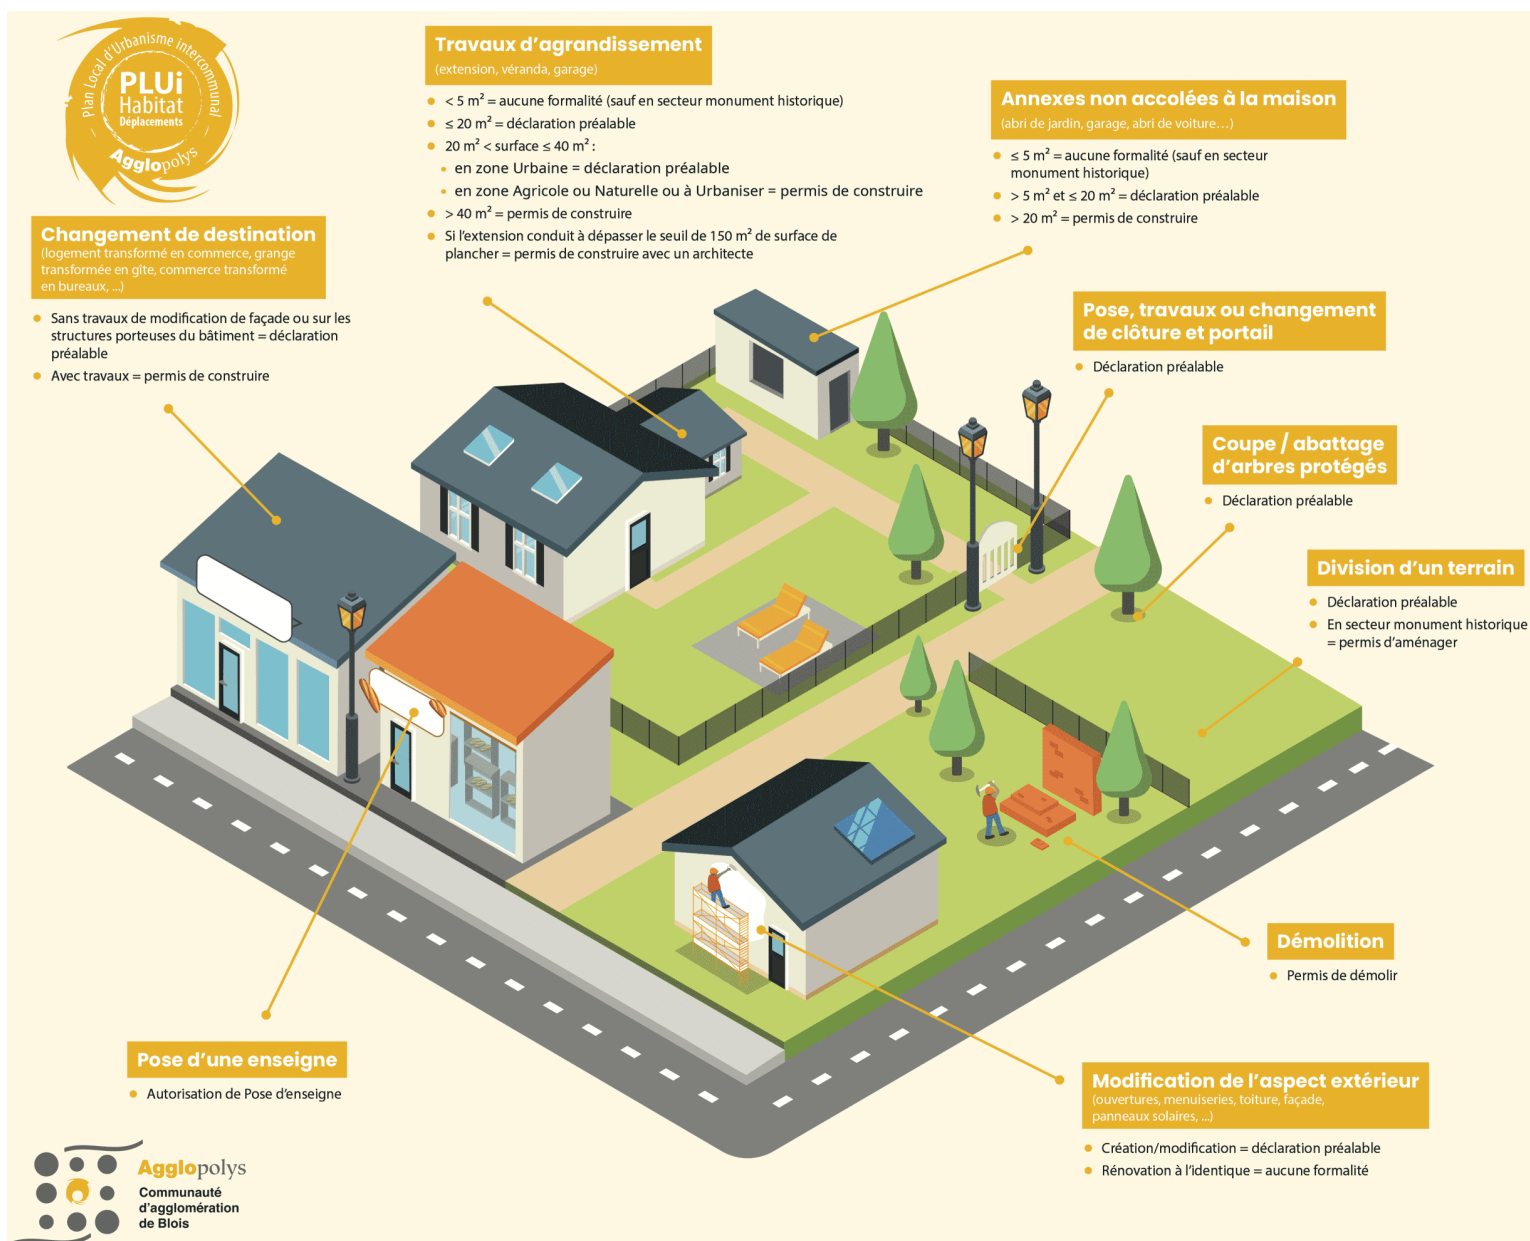 Plan Local d'Urbanisme intercommunal
PLUi
Habitat
Déplacements
Agglopolys
Travaux d'agrandissement
(extension, véranda, garage)
< 5 m² = aucune formalité (sauf en secteur monument historique)
≤ 20 m² = déclaration préalable
20 m² < surface ≤ 40 m² :
en zone Urbaine = déclaration préalable
en zone Agricole ou Naturelle ou à Urbaniser = permis de construire
> 40 m² = permis de construire
Si l'extension conduit à dépasser le seuil de 150 m² de surface de
plancher = permis de construire avec un architecte
Annexes non accolées à la maison
(abri de jardin, garage, abri de voiture…)
≤ 5 m² = aucune formalité (sauf en secteur
monument historique)
> 5 m² et ≤ 20 m² = déclaration préalable
> 20 m² = permis de construire
Changement de destination
(logement transformé en commerce, grange
transformée en gîte, commerce transformé
en bureaux, ...)
Sans travaux de modification de façade ou sur les
structures porteuses du bâtiment = déclaration
préalable
Avec travaux = permis de construire
Pose, travaux ou changement
de clôture et portail
Déclaration préalable
Coupe / abattage
d'arbres protégés
Déclaration préalable
Division d'un terrain
Déclaration préalable
En secteur monument historique
= permis d'aménager
Démolition
Permis de démolir
Pose d'une enseigne
Autorisation de Pose d'enseigne
Modification de l'aspect extérieur
(ouvertures, menuiseries, toiture, façade,
panneaux solaires, ...)
Création/modification = déclaration préalable
Rénovation à l'identique = aucune formalité
Agglopolys
Communauté
d'agglomération
de Blois